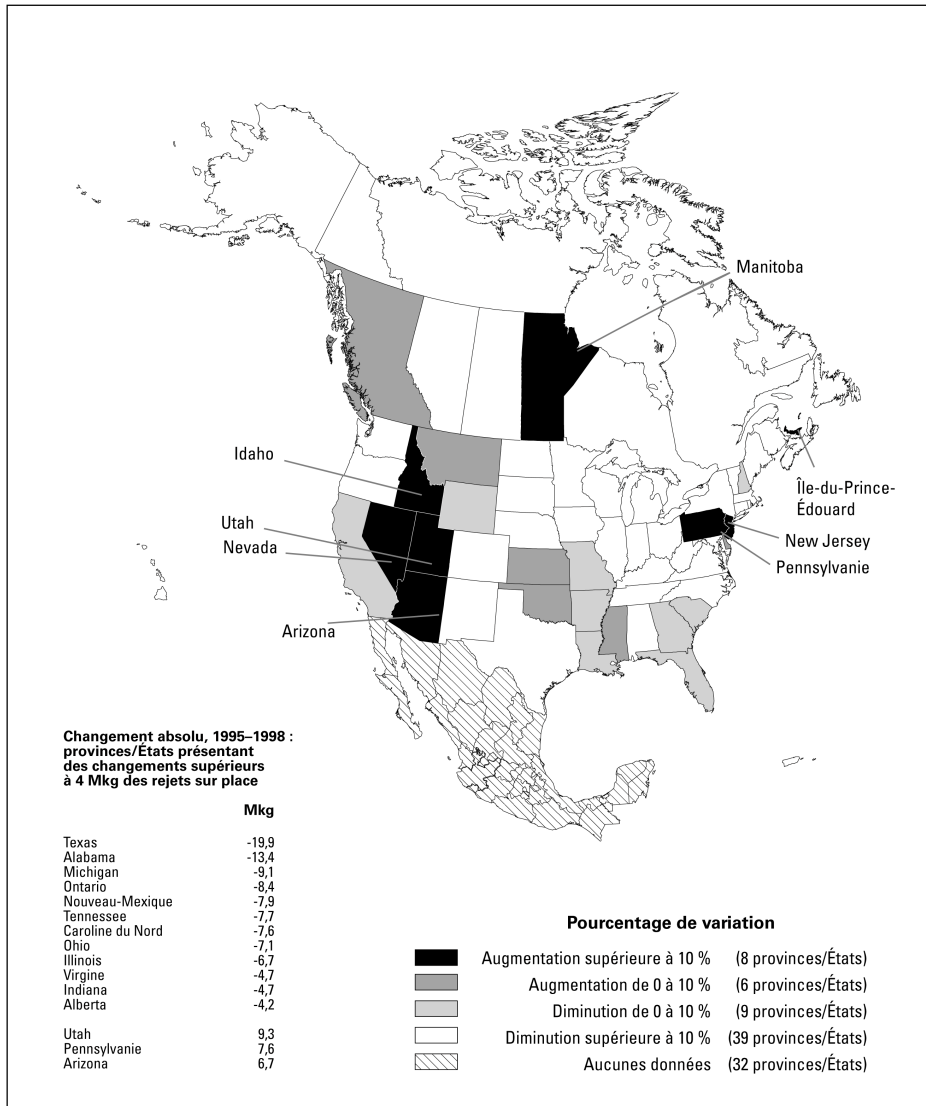 Manitoba
Idaho
Île-du-Prince-
Édouard
Utah
New Jersey
Nevada
Pennsylvanie
Arizona
Changement absolu, 1995–1998 :
provinces/États présentant
des changements supérieurs
à 4 Mkg des rejets sur place
Mkg
Texas -19,9
Alabama -13,4
Michigan -9,1
Ontario -8,4
Nouveau-Mexique -7,9
Tennessee -7,7
Caroline du Nord -7,6
Ohio -7,1
Illinois -6,7
Virgine -4,7
Indiana -4,7
Alberta -4,2
Utah 9,3
Pennsylvanie 7,6
Arizona 6,7
Pourcentage de variation
Augmentation supérieure à 10 % (8 provinces/États)
Augmentation de 0 à 10 % (6 provinces/États)
Diminution de 0 à 10 % (9 provinces/États)
Diminution supérieure à 10 % (39 provinces/États)
Aucunes données (32 provinces/États)